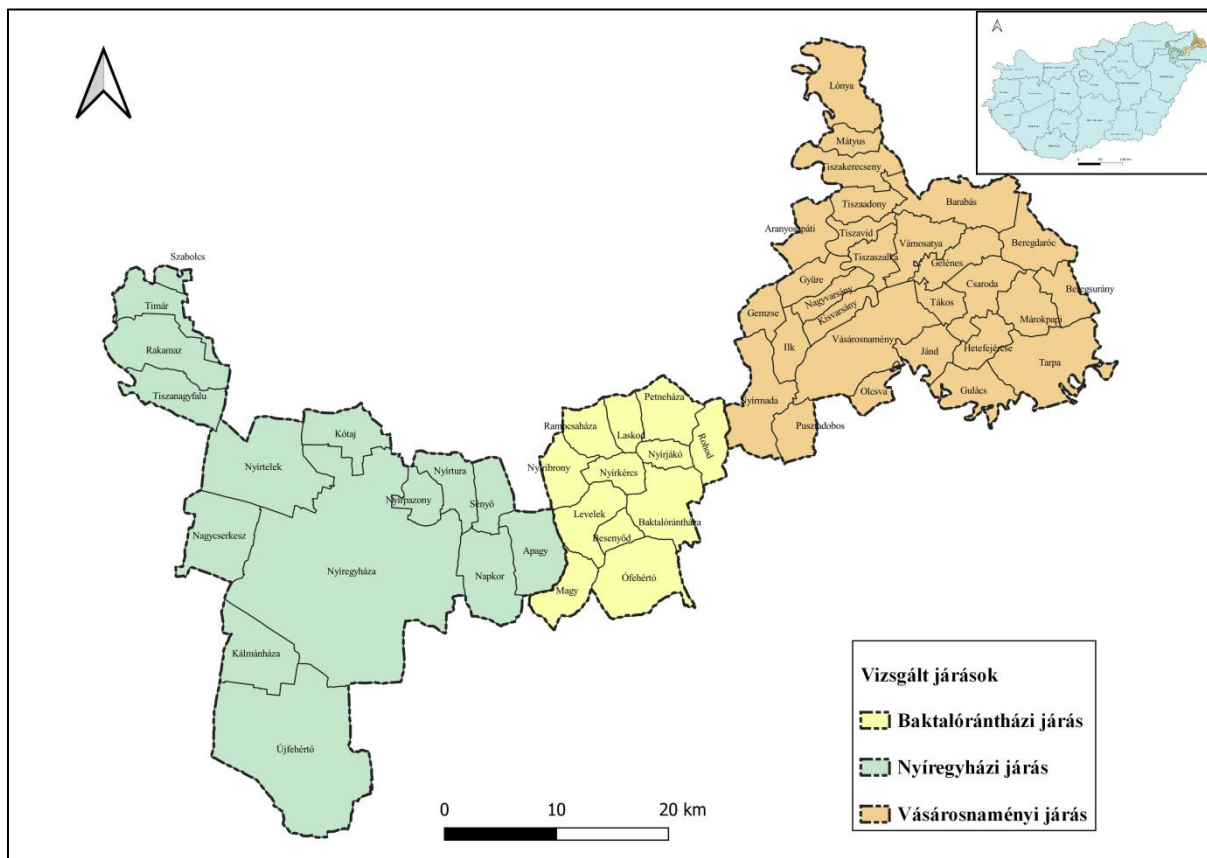 Lónya
Mátyus
Tiszakerecseny
Tiszaadony
Barabás
Aranyosapáti
Tiszavid
Vámosatya
Beregdaróc
Tiszaszalka
Gelénes
Gyüre
Csaroda
Beregsurány
Nagyvarsány
Tákos
Kisvarsány
Gemzse
Márokpapi
Vásárosnamény
Ilk
Jánd
Hetefejércse
Tarpa
Gulács
Olcsva
Nyírmada
Pusztadobos
Szabolcs
Timár
Rakamaz
Tiszanagyfalu
Kótaj
Nyírtelek
Nyírtura
Nyírpazony
Sényő
Nagycserkesz
Apagy
Nyíregyháza
Napkor
Kálmánháza
Újfehértó
Petneháza
Ramocsaháza
Laskod
Rohod
Nyírjákó
Nyíribrony
Nyírkércs
Levelek
Baktalórántháza
Besenyőd
Ófehértó
Magy
Vizsgált járások
Baktalórántházi járás
Nyíregyházi járás
Vásárosnaményi járás
0 10 20 km